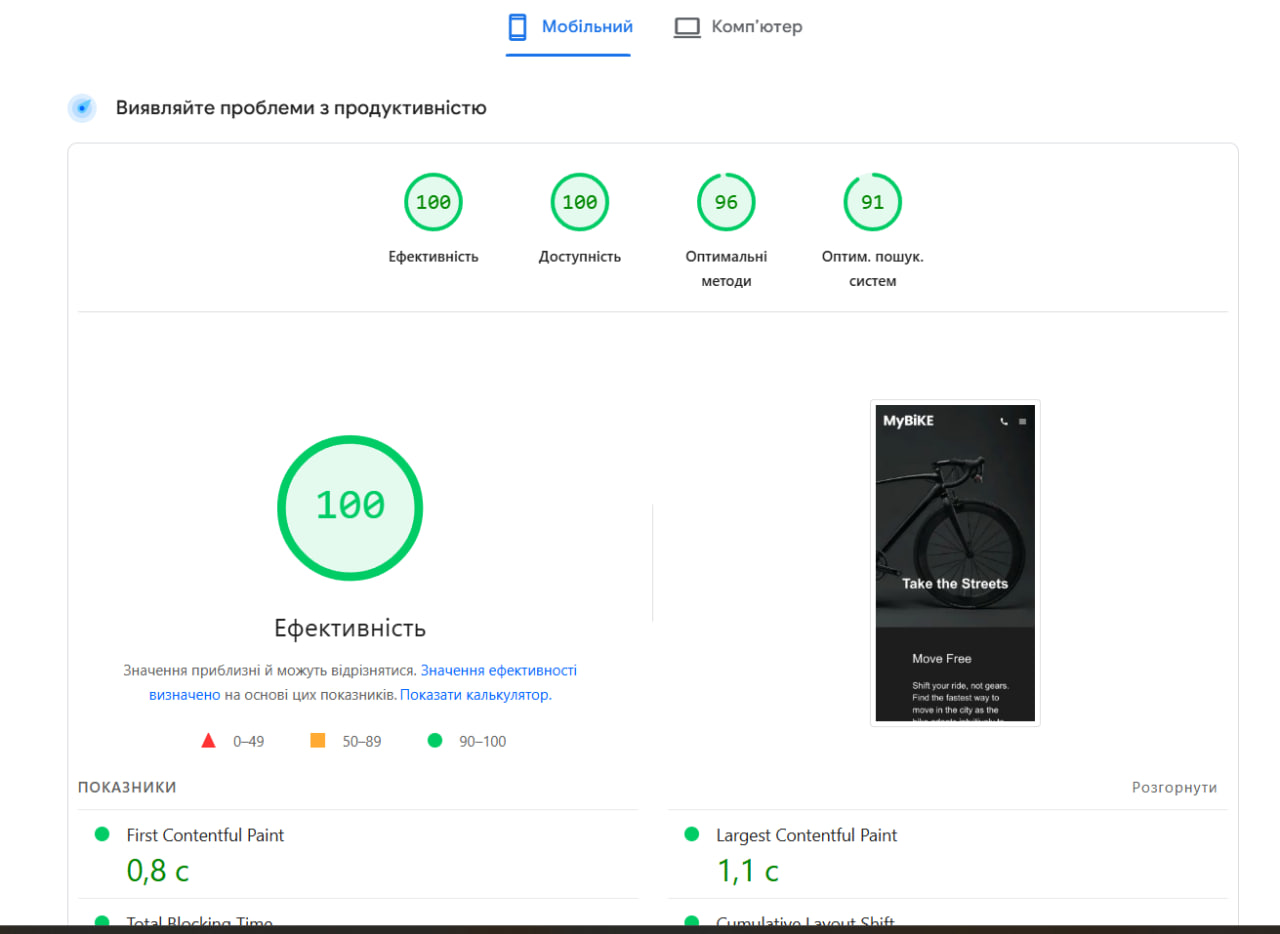 Мобільний
Комп'ютер
Виявляйте проблеми з продуктивністю
100
100
96
91
Ефективність
Доступність
Оптимальні
методи
Оптим. пошук.
систем
100
Ефективність
Значення приблизні й можуть відрізнятися. Значення ефективності
визначено на основі цих показників. Показати калькулятор.
0–49
50–89
90–100
MyBiKE
Take the Streets
Move Free
Shift your ride, not gears.
Find the fastest way to
move in the city as the
bike adapts intuitively to
ПОКАЗНИКИ
Розгорнути
First Contentful Paint
0,8 с
Largest Contentful Paint
1,1 с
Total Blocking Time
Cumulative Layout Shift